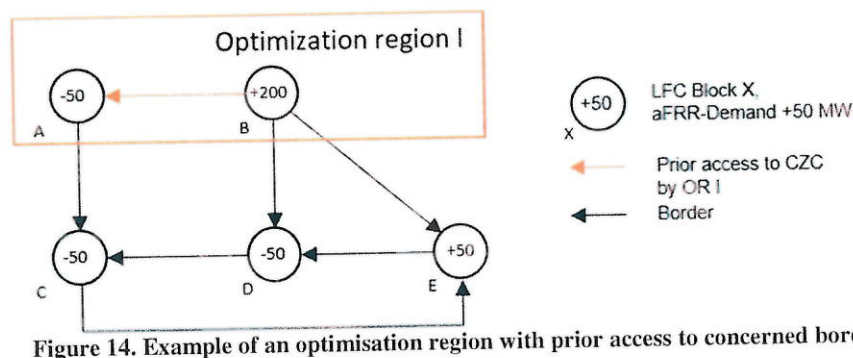 Optimization region I
-50
+200
A
B
-50
-50
+50
C
D
E
+50
X
LFC Block X,
aFRR-Demand +50 MW
Prior access to CZC
by OR I
Border
Figure 14. Example of an optimisation region with prior access to concerned